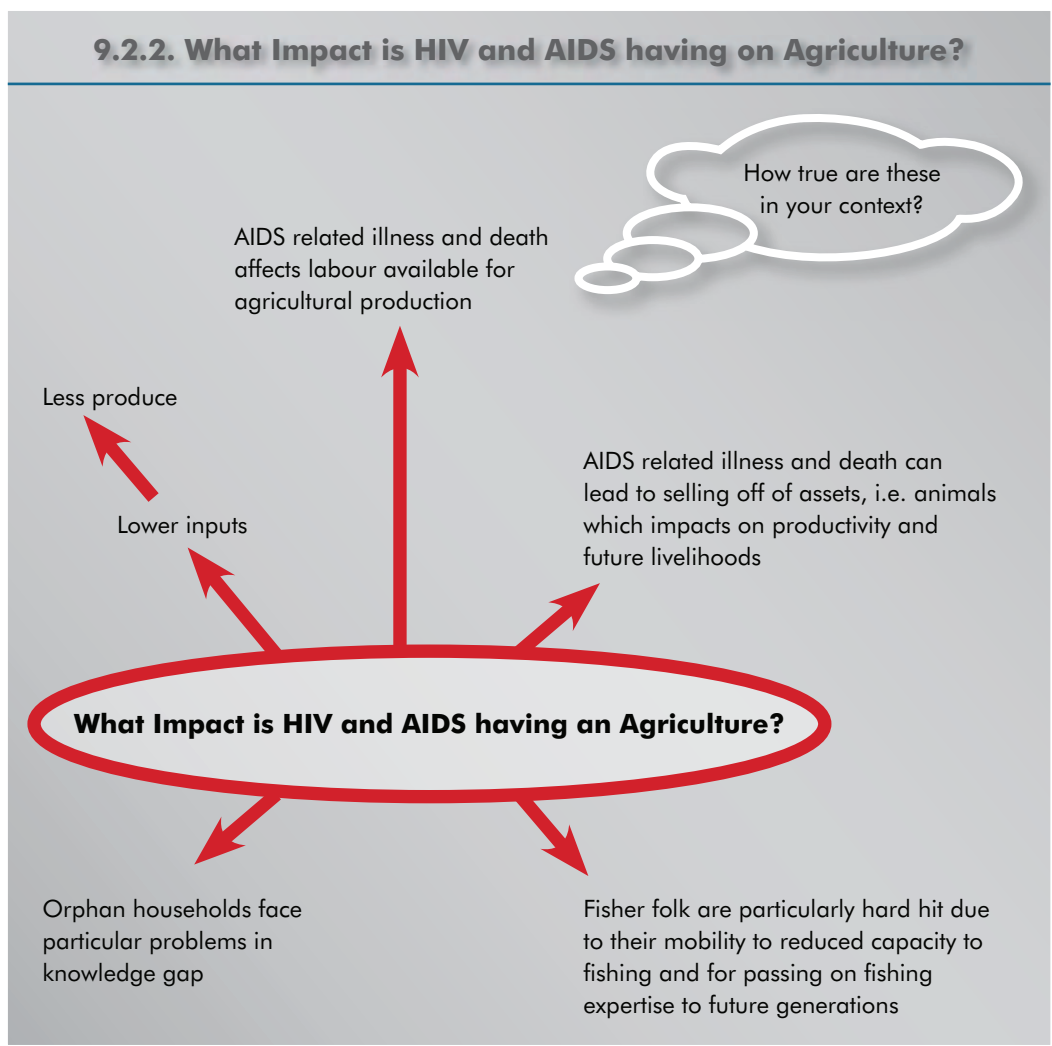 9.2.2. What Impact is HIV and AIDS having on Agriculture?
How true are these
in your context?
AIDS related illness and death
affects labour available for
agricultural production
Less produce
Lower inputs
AIDS related illness and death can
lead to selling off of assets, i.e. animals
which impacts on productivity and
future livelihoods
What Impact is HIV and AIDS having an Agriculture?
Orphan households face
particular problems in
knowledge gap
Fisher folk are particularly hard hit due
to their mobility to reduced capacity to
fishing and for passing on fishing
expertise to future generations